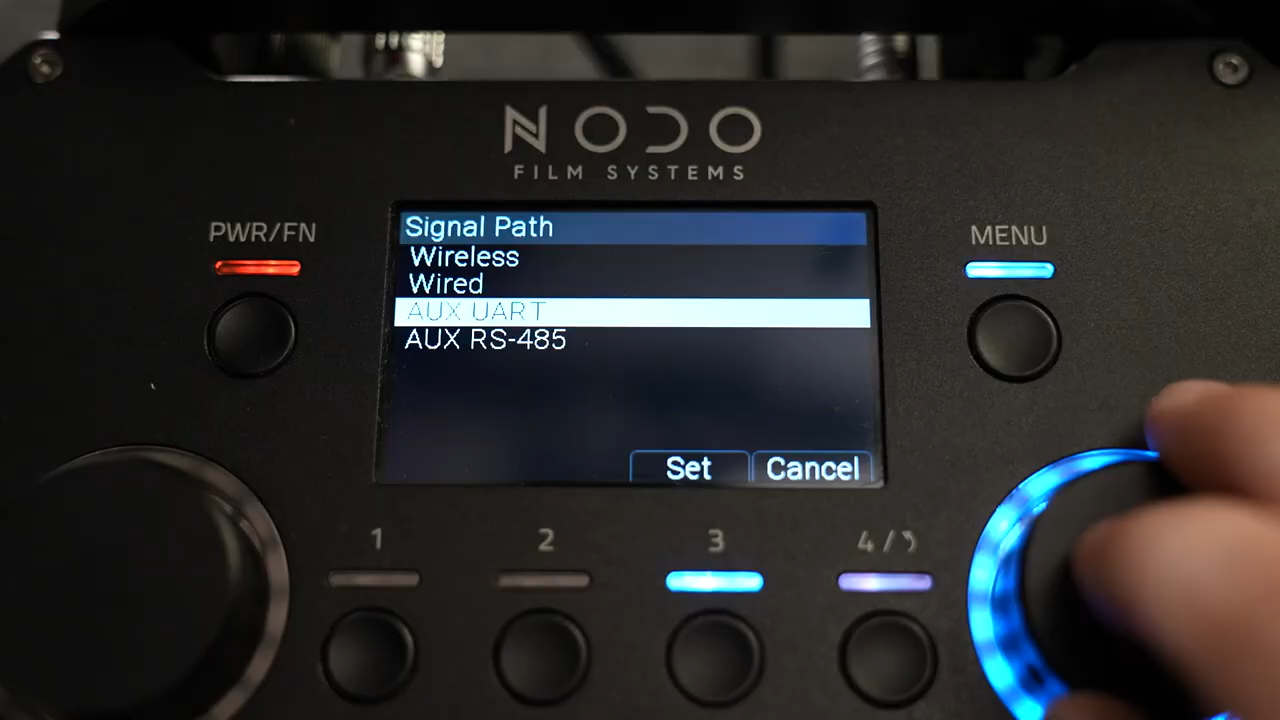 NODO
FILM SYSTEMS
PWR/FN
MENU
Signal Path
Wireless
Wired
AUX UART
AUX RS-485
Set Cancel
1 2 3 4 /